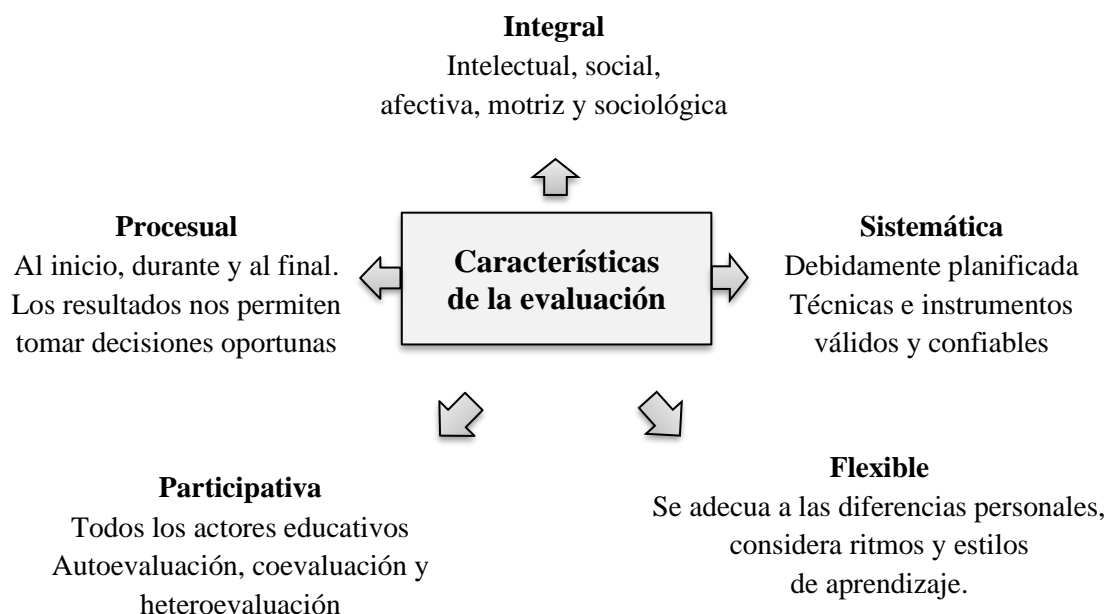 Integral
Intelectual, social,
afectiva, motriz y sociológica
Procesual
Al inicio, durante y al final.
Los resultados nos permiten
tomar decisiones oportunas
Características
de la evaluación
Sistemática
Debidamente planificada
Técnicas e instrumentos
válidos y confiables
Participativa
Todos los actores educativos
Autoevaluación, coevaluación y
heteroevaluación
Flexible
Se adecua a las diferencias personales,
considera ritmos y estilos
de aprendizaje.